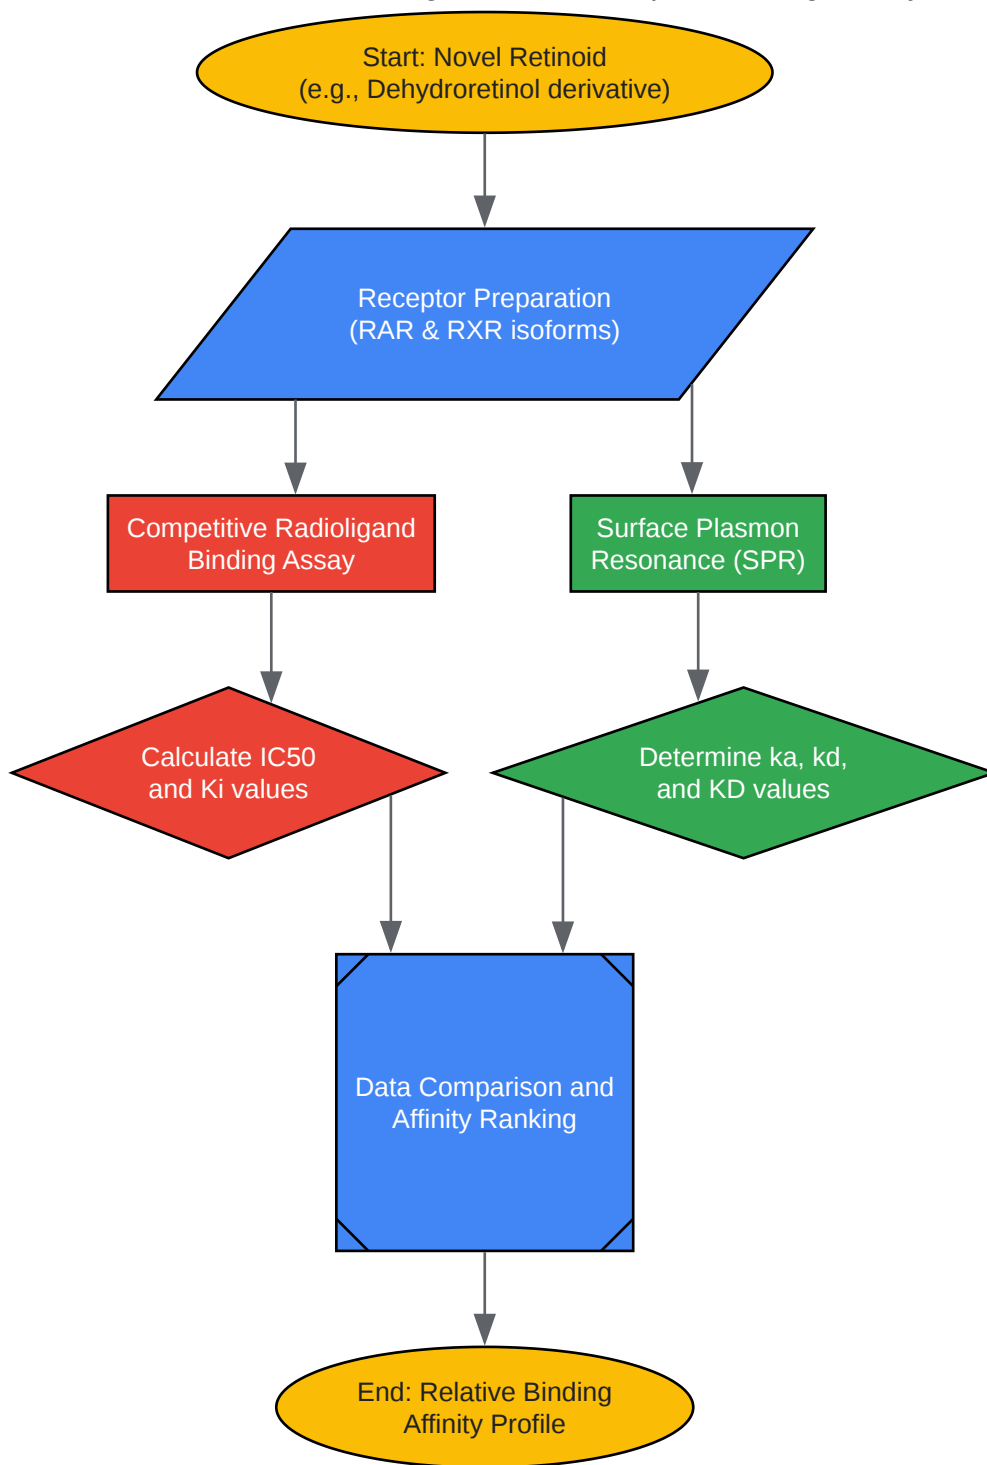 Start: Novel Retinoid
(e.g., Dehydroretinol derivative)
Receptor Preparation
(RAR & RXR isoforms)
Competitive Radioligand
Binding Assay
Surface Plasmon
Resonance (SPR)
Calculate IC50
and Ki values
Determine ka, kd,
and KD values
Data Comparison and
Affinity Ranking
End: Relative Binding
Affinity Profile